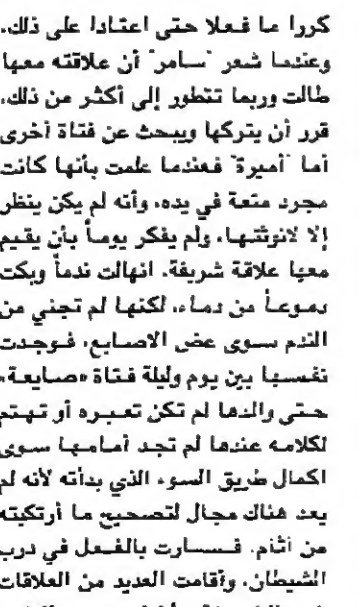 كررا ما فعلا حتى اعتادا على ذلك.
وعندما شعر "سامر" أن علاقته معها
طالت وربما تتطور إلى أكثر من ذلك،
قرر أن يتركها ويبحث عن فتاة أخرى
أما "أميرة" فعندما علمت بأنها كانت
مجرد متعة في يده، وأنه لم يكن ينظر
إلا لانوثتها، ولم يفكر يوماً بأن يقيم
معها علاقة شريفة. انهالت ندماً وبكت
دموعاً من دماء، لكنها لم تجني من
الندم سوى عض الاصابع، فوجدت
نفسها بين يوم وليلة فتاة «صايعة»
حتى والدها لم تكن تعبره أو تهتم
لكلامه عندها لم تجد أمامها سوى
اكمال طريق السوء الذي بدأته لأنه لم
يعد هناك مجال لتصحيح ما أرتكبته
من آثام. فسارت بالفعل في درب
الشيطان، وأقامت العديد من العلاقات